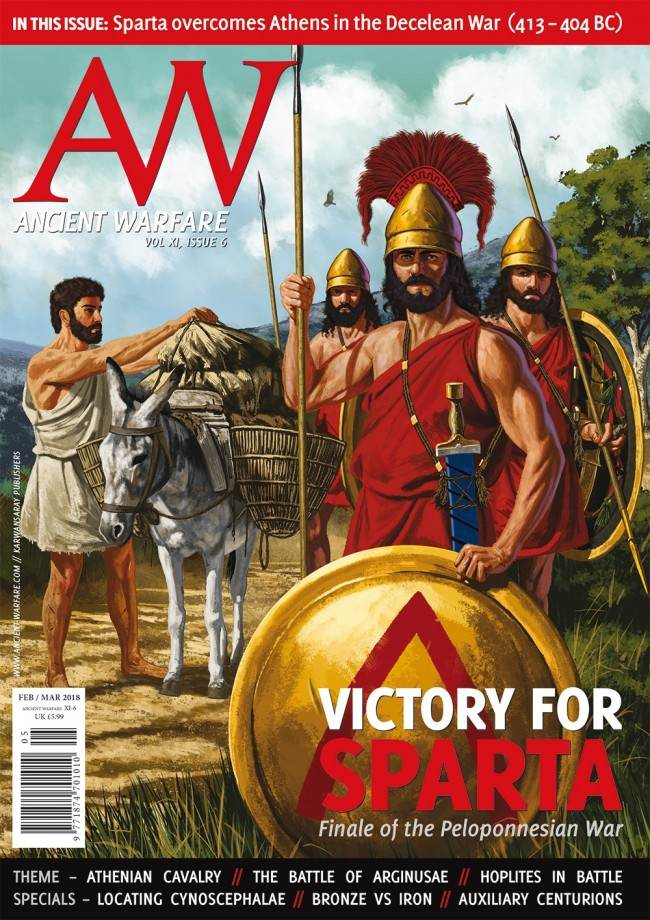 IN THIS ISSUE: Sparta overcomes Athens in the Decelean War (413 – 404 BC)
AW
ANCIENT WARFARE
VOL XI, ISSUE 6
WWW.ANCIENT-WARFARE.COM // KARWANSARAY PUBLISHERS
FEB / MAR 2018
ANCIENT WARFARE XI-6
UK £5.99
05
9 771874 701010
VICTORY FOR
SPARTA
Finale of the Peloponnesian War
THEME – ATHENIAN CAVALRY // THE BATTLE OF ARGINUSAE // HOPLITES IN BATTLE
SPECIALS – LOCATING CYNOSCEPHALAE // BRONZE VS IRON // AUXILIARY CENTURIONS